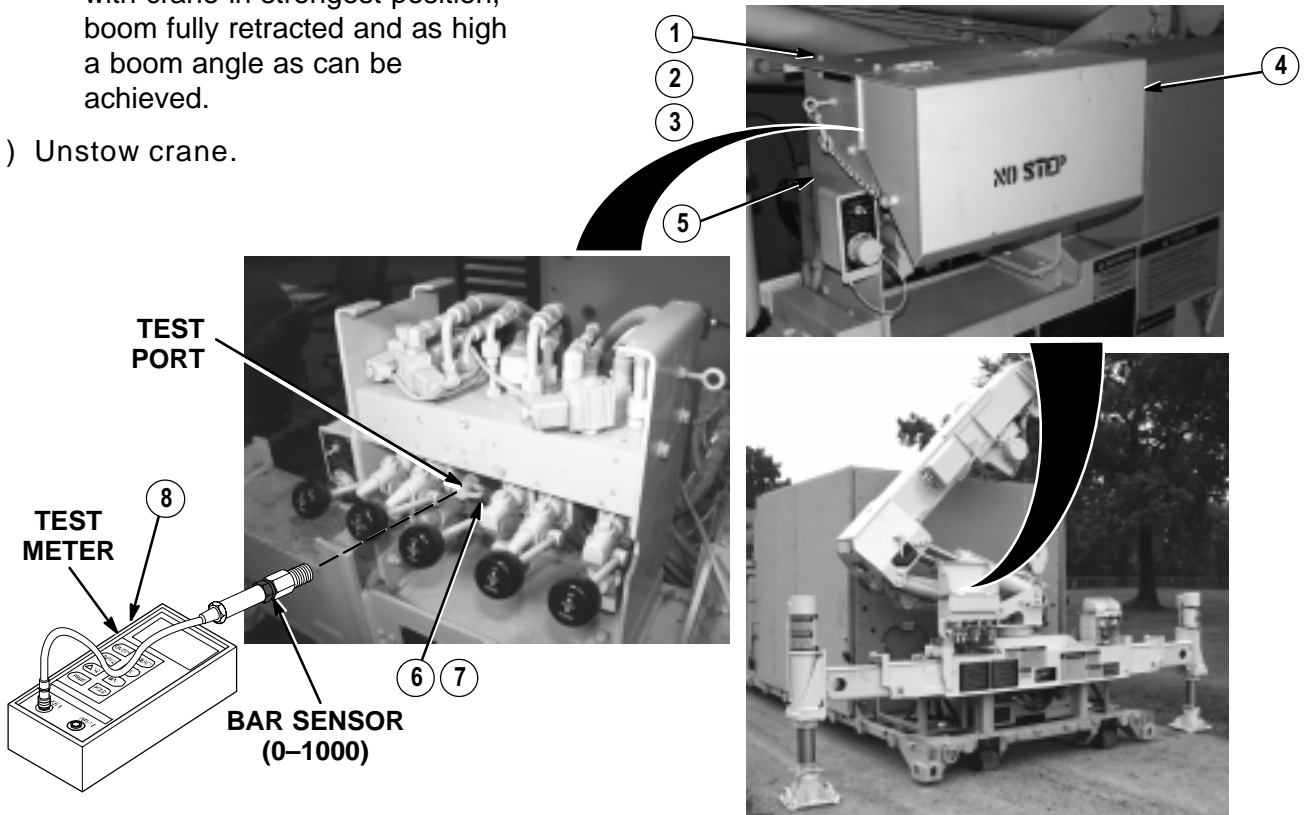 with crane in strongest position,
boom fully retracted and as high
a boom angle as can be
achieved.
) Unstow crane.
1
2
3
4
5
NO STEP
TEST
PORT
8
TEST
METER
6 7
BAR SENSOR
(0–1000)